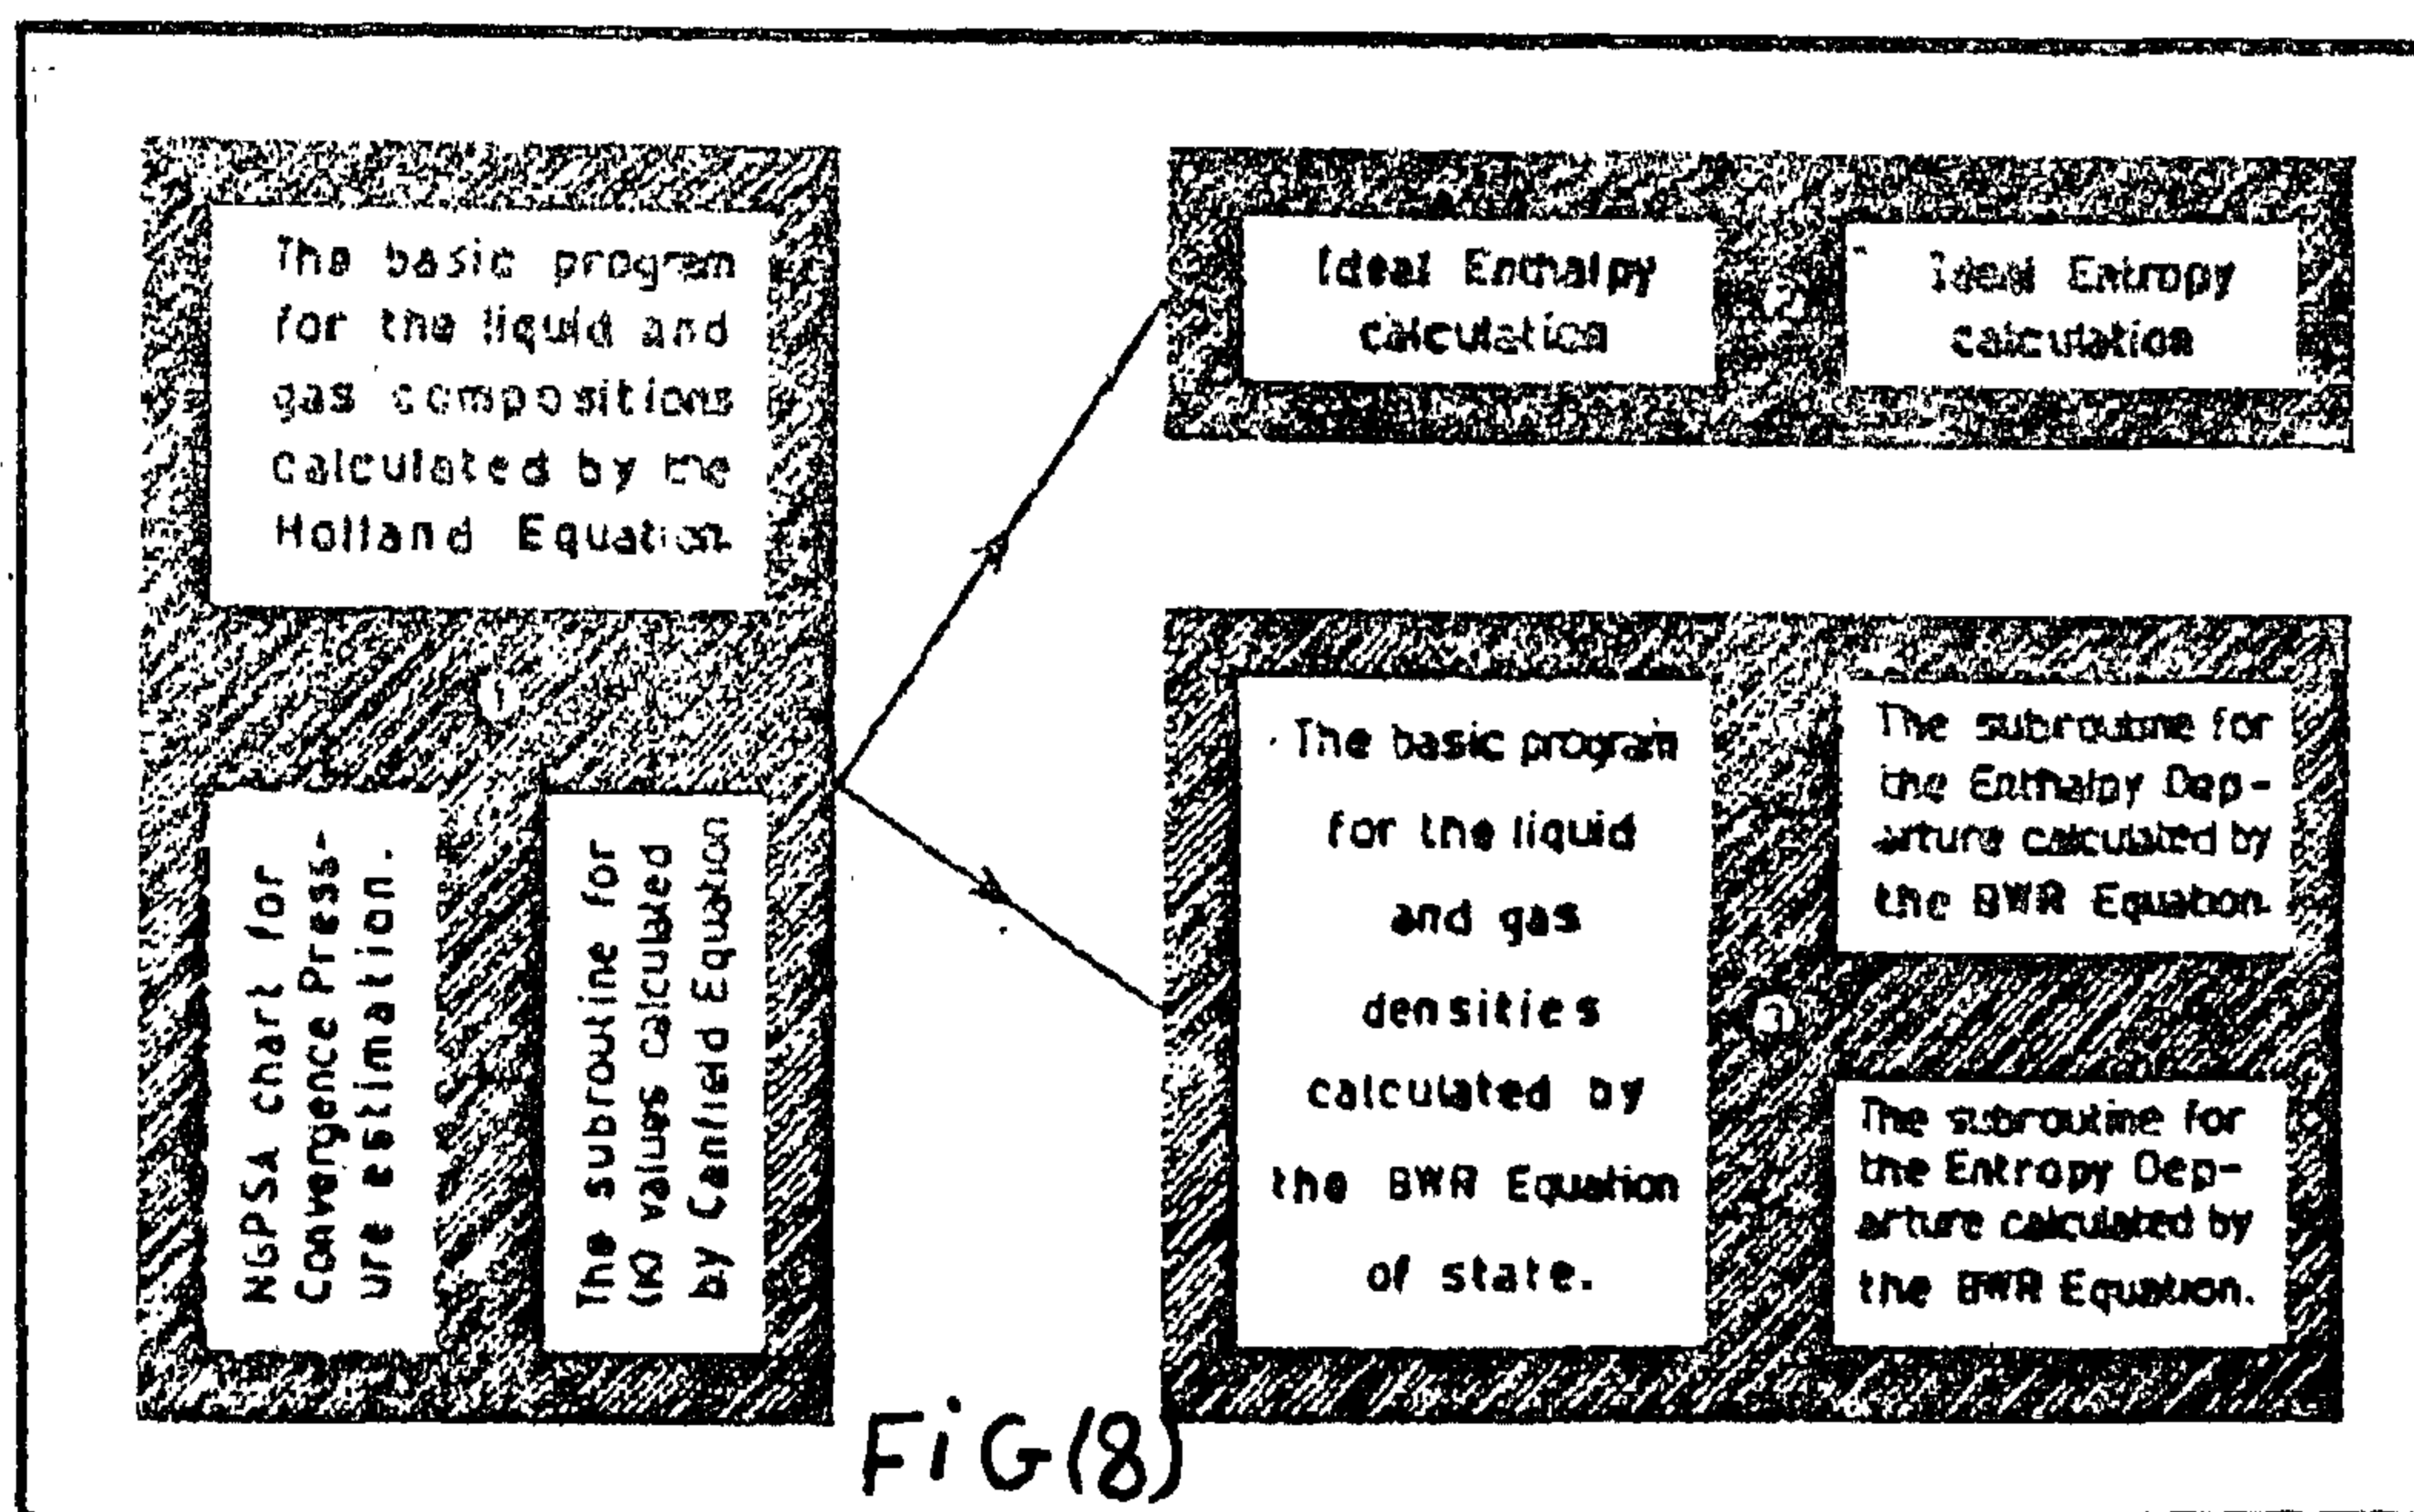 The basic program
for the liquid and
gas compositions
calculated by the
Holland Equation.
1
NGPSA chart for
Convergence Press-
ure estimation.
The subroutine for
(K) values calculated
by Canfield Equation
Ideal Enthalpy
calculation
2
Ideal Entropy
calculation
The basic program
for the liquid
and gas
densities
calculated by
the BWR Equation
of state.
3
The subroutine for
the Enthalpy Dep-
arture calculated by
the BWR Equation.
The subroutine for
the Entropy Dep-
arture calculated by
the BWR Equation.
FiG(8)